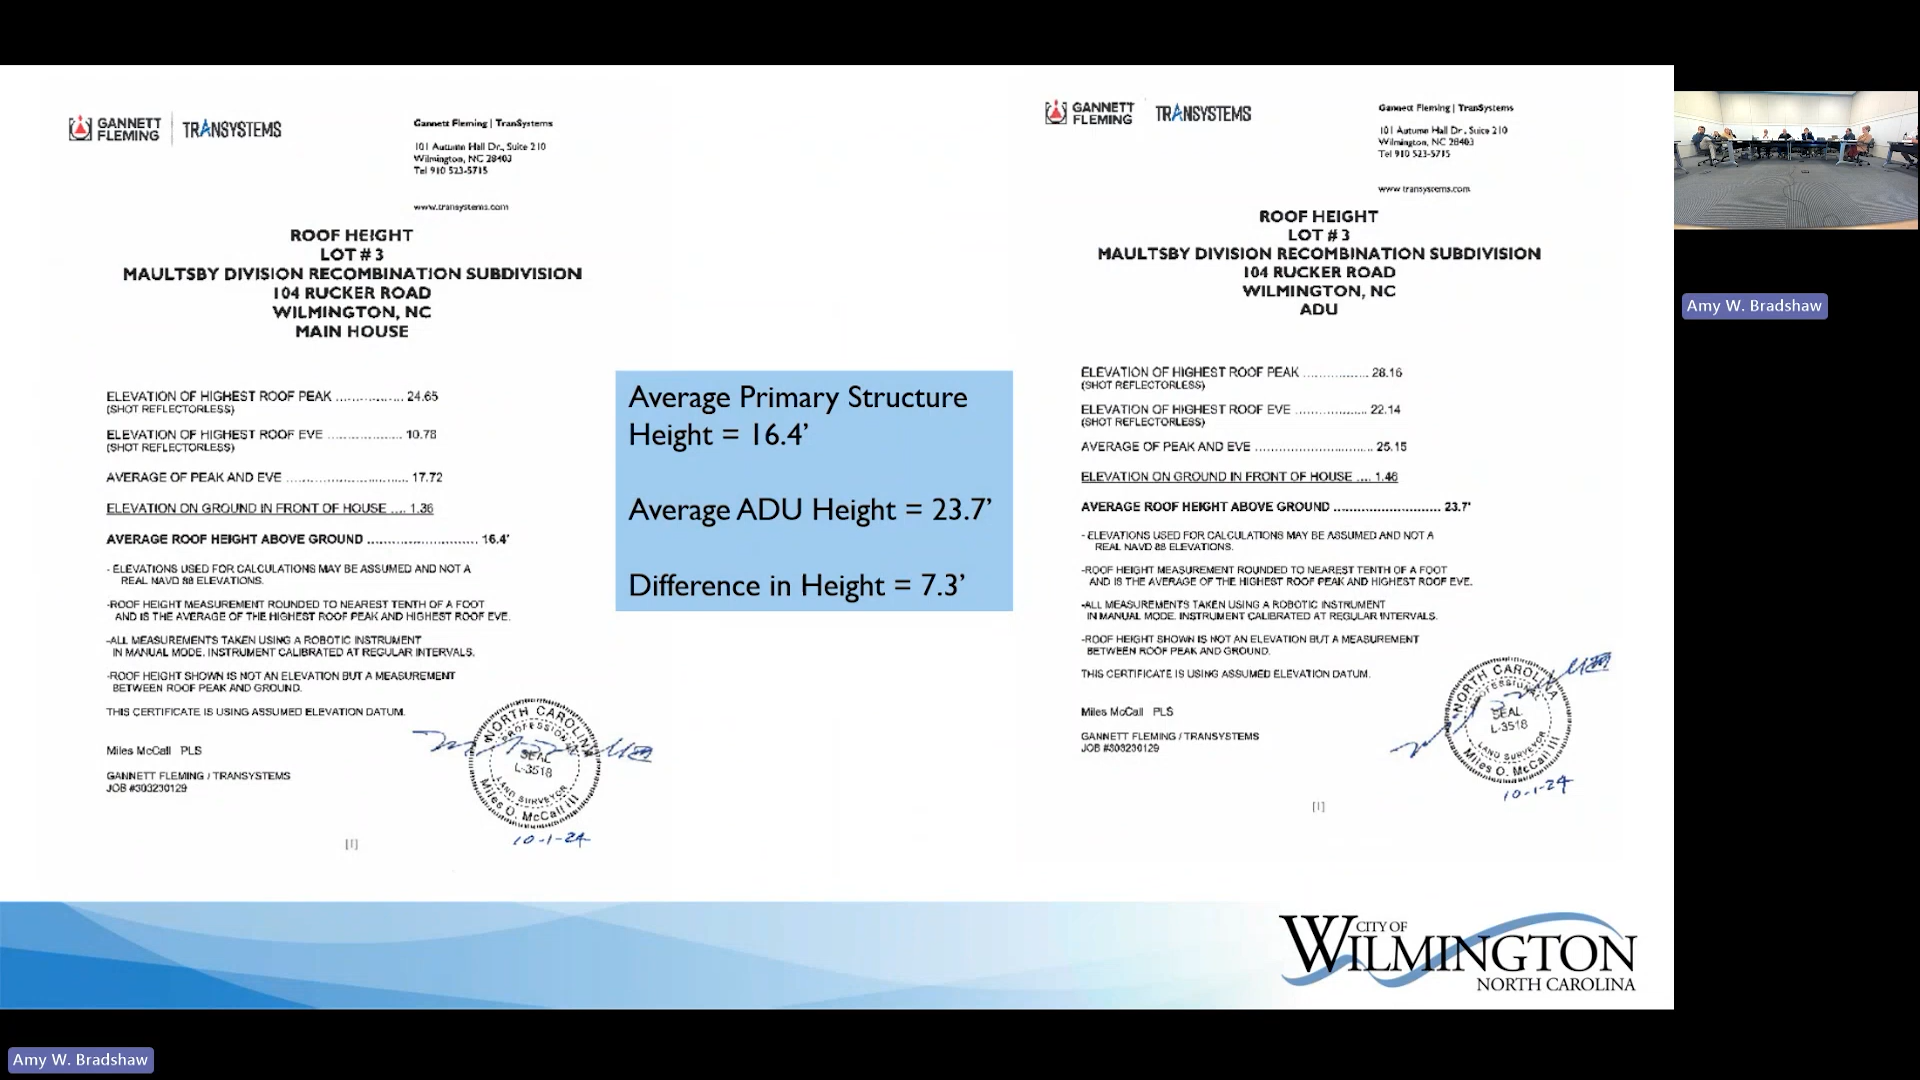 GANNETT
FLEMING
TRANSYSTEMS
Gannett Fleming | TranSystems
101 Autumn Hall Dr., Suite 210
Wilmington, NC 28403
Tel 910 523-5715
www.transystems.com
ROOF HEIGHT
LOT # 3
MAULTSBY DIVISION RECOMBINATION SUBDIVISION
104 RUCKER ROAD
WILMINGTON, NC
MAIN HOUSE
ELEVATION OF HIGHEST ROOF PEAK ................. 24.65
(SHOT REFLECTORLESS)
ELEVATION OF HIGHEST ROOF EVE ................... 10.78
(SHOT REFLECTORLESS)
AVERAGE OF PEAK AND EVE ............................... 17.72
ELEVATION ON GROUND IN FRONT OF HOUSE .... 1.36
AVERAGE ROOF HEIGHT ABOVE GROUND .......................... 16.4'
- ELEVATIONS USED FOR CALCULATIONS MAY BE ASSUMED AND NOT A
REAL NAVD 88 ELEVATIONS.
-ROOF HEIGHT MEASUREMENT ROUNDED TO NEAREST TENTH OF A FOOT
AND IS THE AVERAGE OF THE HIGHEST ROOF PEAK AND HIGHEST ROOF EVE.
-ALL MEASUREMENTS TAKEN USING A ROBOTIC INSTRUMENT
IN MANUAL MODE. INSTRUMENT CALIBRATED AT REGULAR INTERVALS.
-ROOF HEIGHT SHOWN IS NOT AN ELEVATION BUT A MEASUREMENT
BETWEEN ROOF PEAK AND GROUND.
THIS CERTIFICATE IS USING ASSUMED ELEVATION DATUM.
Miles McCall PLS
GANNETT FLEMING / TRANSYSTEMS
JOB #303230129
NORTH CAROLINA
PROFESSIONAL
SEAL
L-3518
LAND SURVEYOR
Miles O. McCall III
10-1-24
[1]
Average Primary Structure
Height = 16.4’
Average ADU Height = 23.7’
Difference in Height = 7.3’
GANNETT
FLEMING
TRANSYSTEMS
Gannett Fleming | TranSystems
101 Autumn Hall Dr., Suite 210
Wilmington, NC 28403
Tel 910 523-5715
www.transystems.com
ROOF HEIGHT
LOT # 3
MAULTSBY DIVISION RECOMBINATION SUBDIVISION
104 RUCKER ROAD
WILMINGTON, NC
ADU
ELEVATION OF HIGHEST ROOF PEAK ................. 28.16
(SHOT REFLECTORLESS)
ELEVATION OF HIGHEST ROOF EVE ................... 22.14
(SHOT REFLECTORLESS)
AVERAGE OF PEAK AND EVE ............................... 25.15
ELEVATION ON GROUND IN FRONT OF HOUSE .... 1.46
AVERAGE ROOF HEIGHT ABOVE GROUND .......................... 23.7'
- ELEVATIONS USED FOR CALCULATIONS MAY BE ASSUMED AND NOT A
REAL NAVD 88 ELEVATIONS.
-ROOF HEIGHT MEASUREMENT ROUNDED TO NEAREST TENTH OF A FOOT
AND IS THE AVERAGE OF THE HIGHEST ROOF PEAK AND HIGHEST ROOF EVE.
-ALL MEASUREMENTS TAKEN USING A ROBOTIC INSTRUMENT
IN MANUAL MODE. INSTRUMENT CALIBRATED AT REGULAR INTERVALS.
-ROOF HEIGHT SHOWN IS NOT AN ELEVATION BUT A MEASUREMENT
BETWEEN ROOF PEAK AND GROUND.
THIS CERTIFICATE IS USING ASSUMED ELEVATION DATUM.
Miles McCall PLS
GANNETT FLEMING / TRANSYSTEMS
JOB #303230129
NORTH CAROLINA
PROFESSIONAL
SEAL
L-3518
LAND SURVEYOR
Miles O. McCall III
10-1-24
[1]
CITY OF
WILMINGTON
NORTH CAROLINA
Amy W. Bradshaw
Amy W. Bradshaw